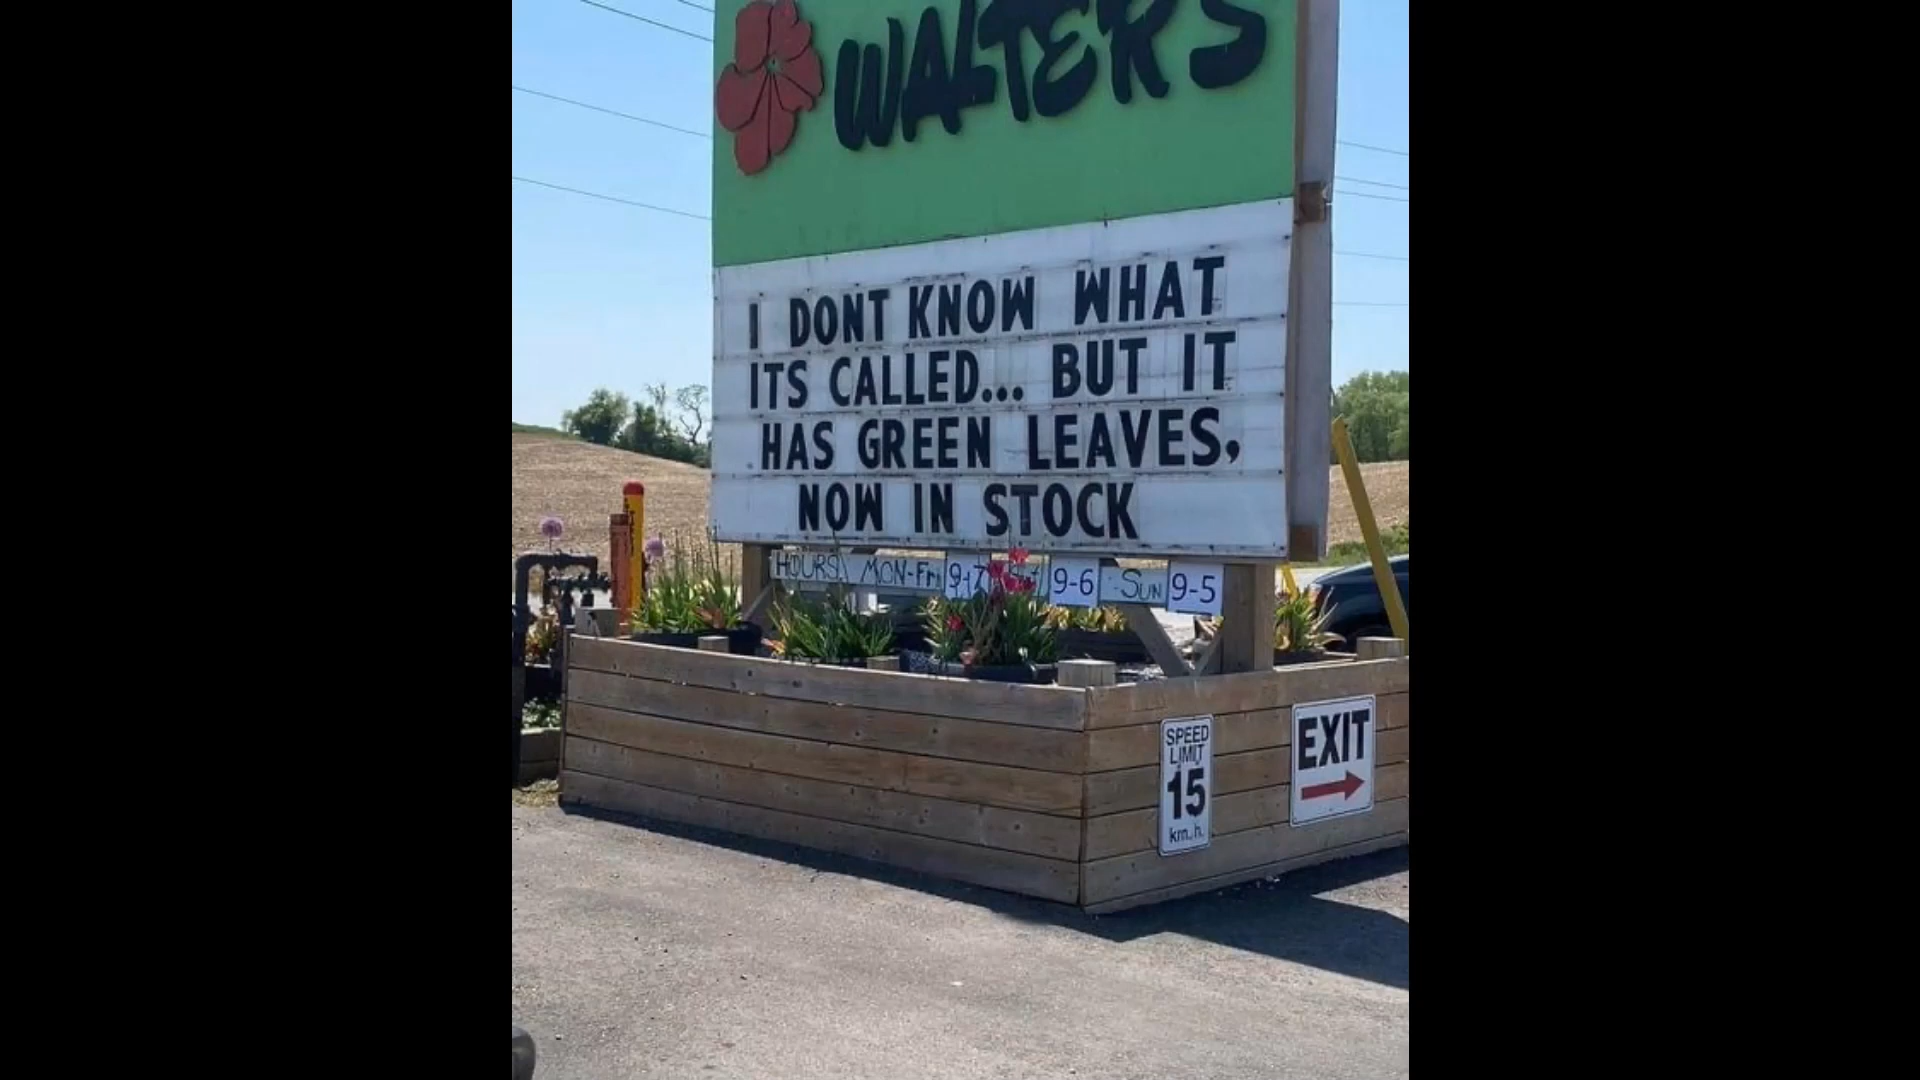 WALTER'S
I DONT KNOW WHAT
ITS CALLED... BUT IT
HAS GREEN LEAVES,
NOW IN STOCK
HOURS MON-Fri 9-7 9-6 SUN 9-5
SPEED
LIMIT
15
km.h.
EXIT